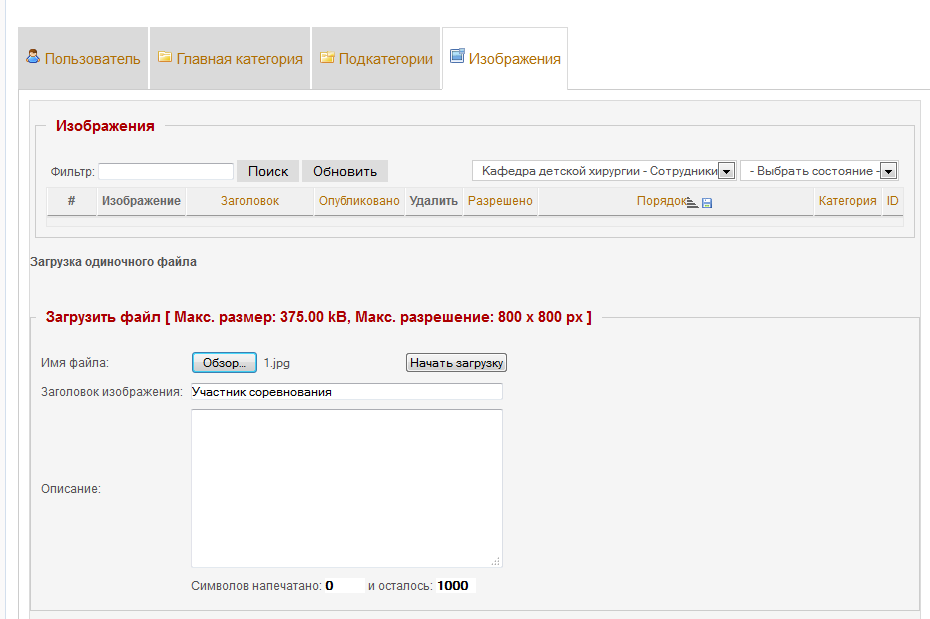 Пользователь Главная категория Подкатегории Изображения
Изображения
Фильтр: Поиск Обновить Кафедра детской хирургии - Сотрудники - Выбрать состояние -
# Изображение Заголовок Опубликовано Удалить Разрешено Порядок Категория ID
Загрузка одиночного файла
Загрузить файл [ Макс. размер: 375.00 kB, Макс. разрешение: 800 x 800 px ]
Имя файла: Обзор... 1.jpg Начать загрузку
Заголовок изображения: Участник соревнования
Описание:
Символов напечатано: 0 и осталось: 1000